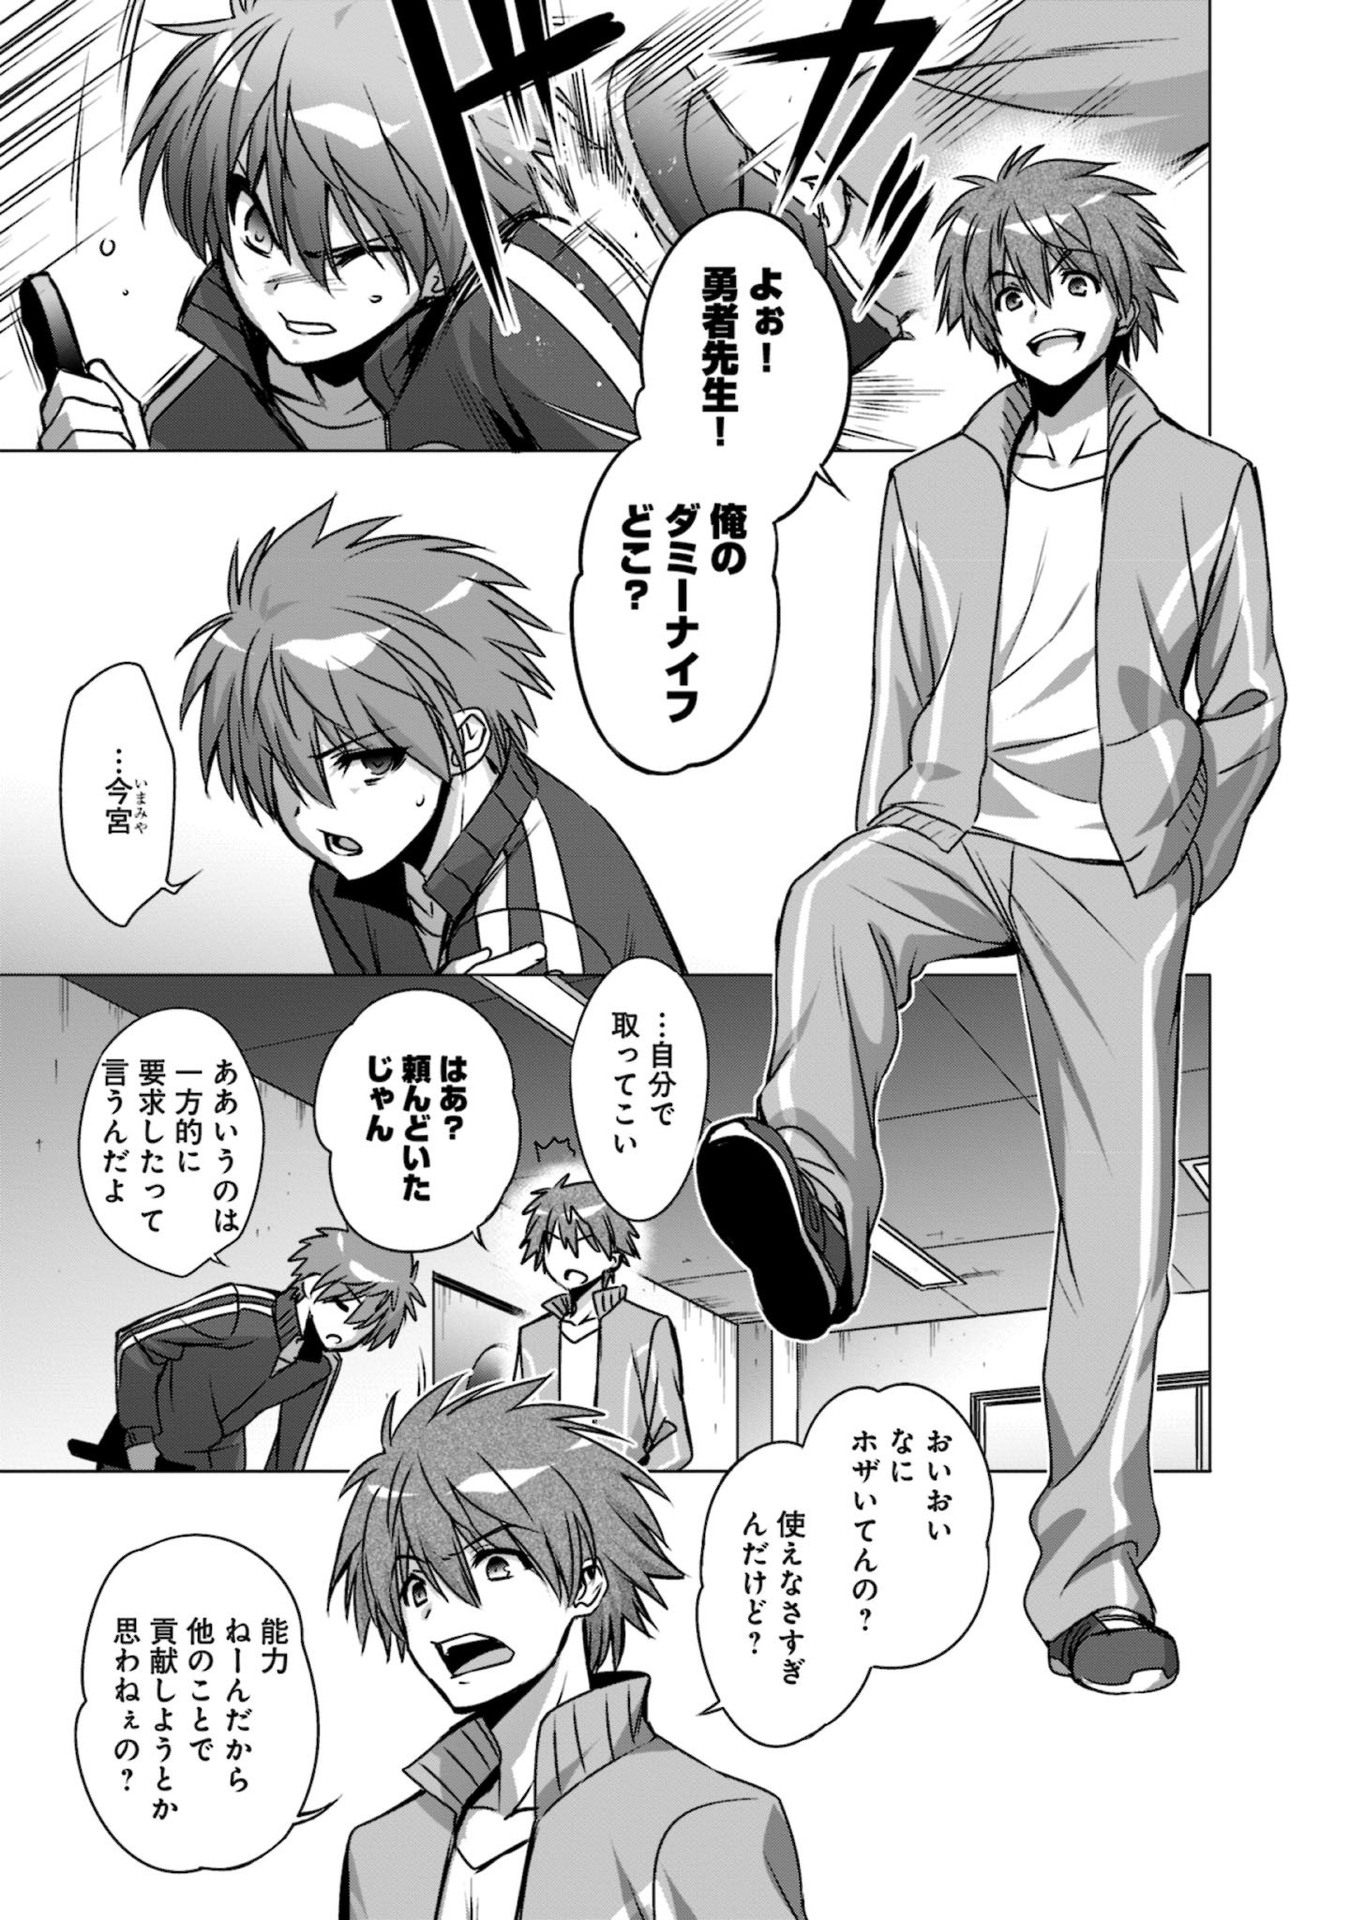 ドカッ
よぉ！
勇者先生！
俺の
ダミーナイフ
どこ？
…今宮
いまみや
…自分で
取ってこい
はあ？
頼んどいた
じゃん
ああいうのは
一方的に
要求したって
言うんだよ
おいおい
なに
ホザいてんの？
使えなさすぎ
んだけど？
能力
ねーんだから
他のことで
貢献しようとか
思わねぇの？